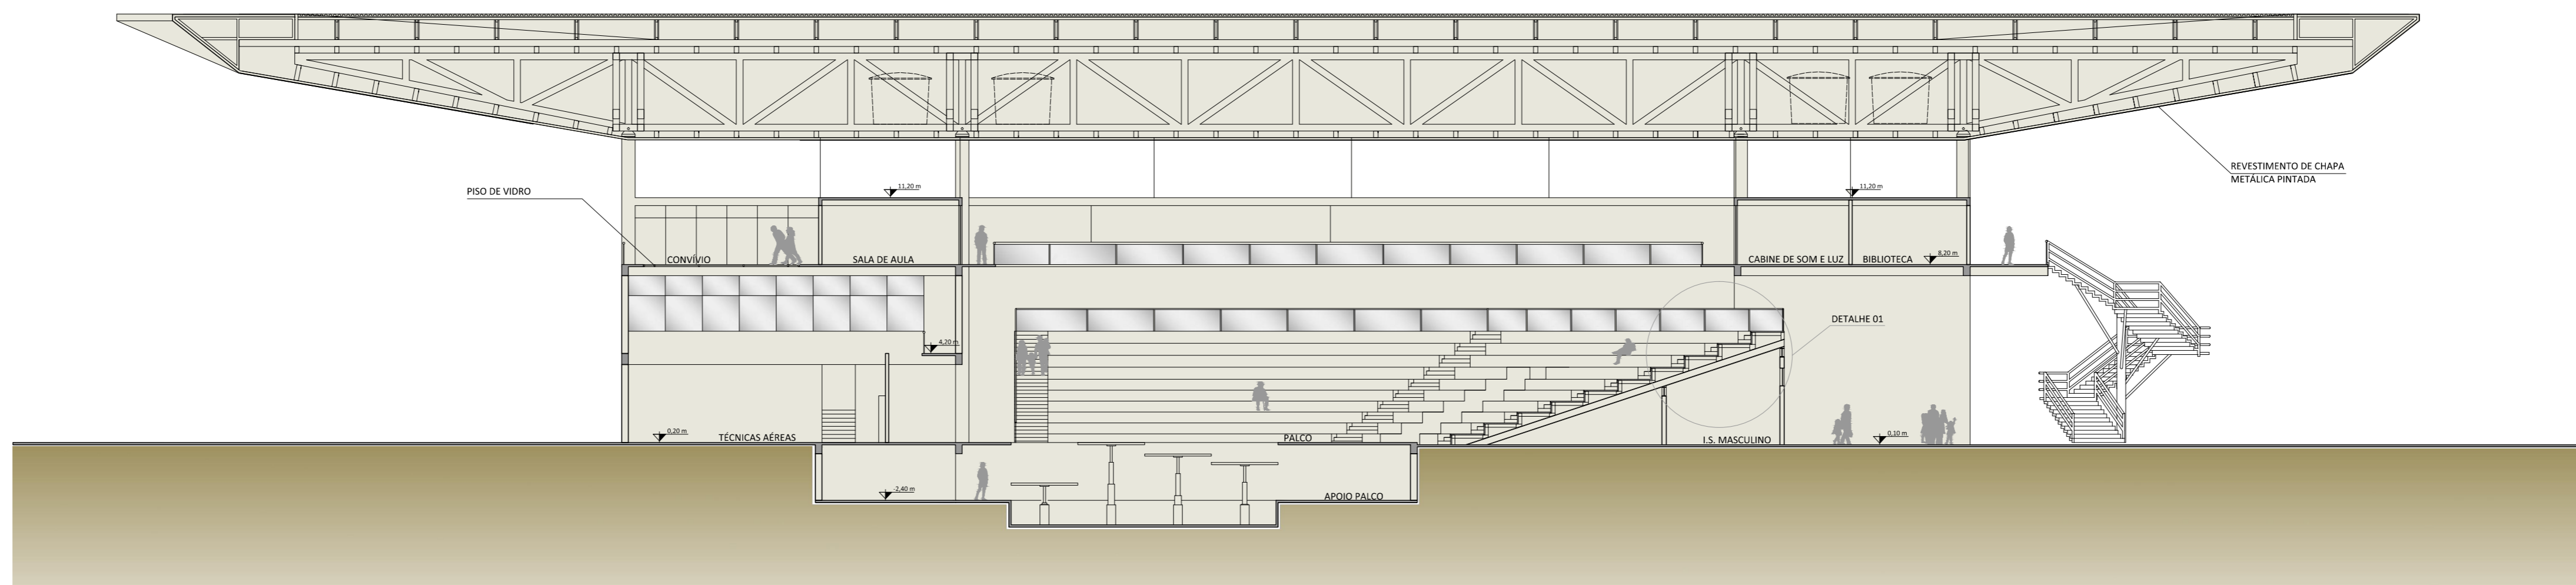 REVESTIMENTO DE CHAPA
METÁLICA PINTADA
PISO DE VIDRO
11,20 m
11,20 m
CONVÍVIO
SALA DE AULA
CABINE DE SOM E LUZ
BIBLIOTECA
8,20 m
DETALHE 01
4,20 m
0,20 m
TÉCNICAS AÉREAS
PALCO
I.S. MASCULINO
0,10 m
-2,40 m
APOIO PALCO